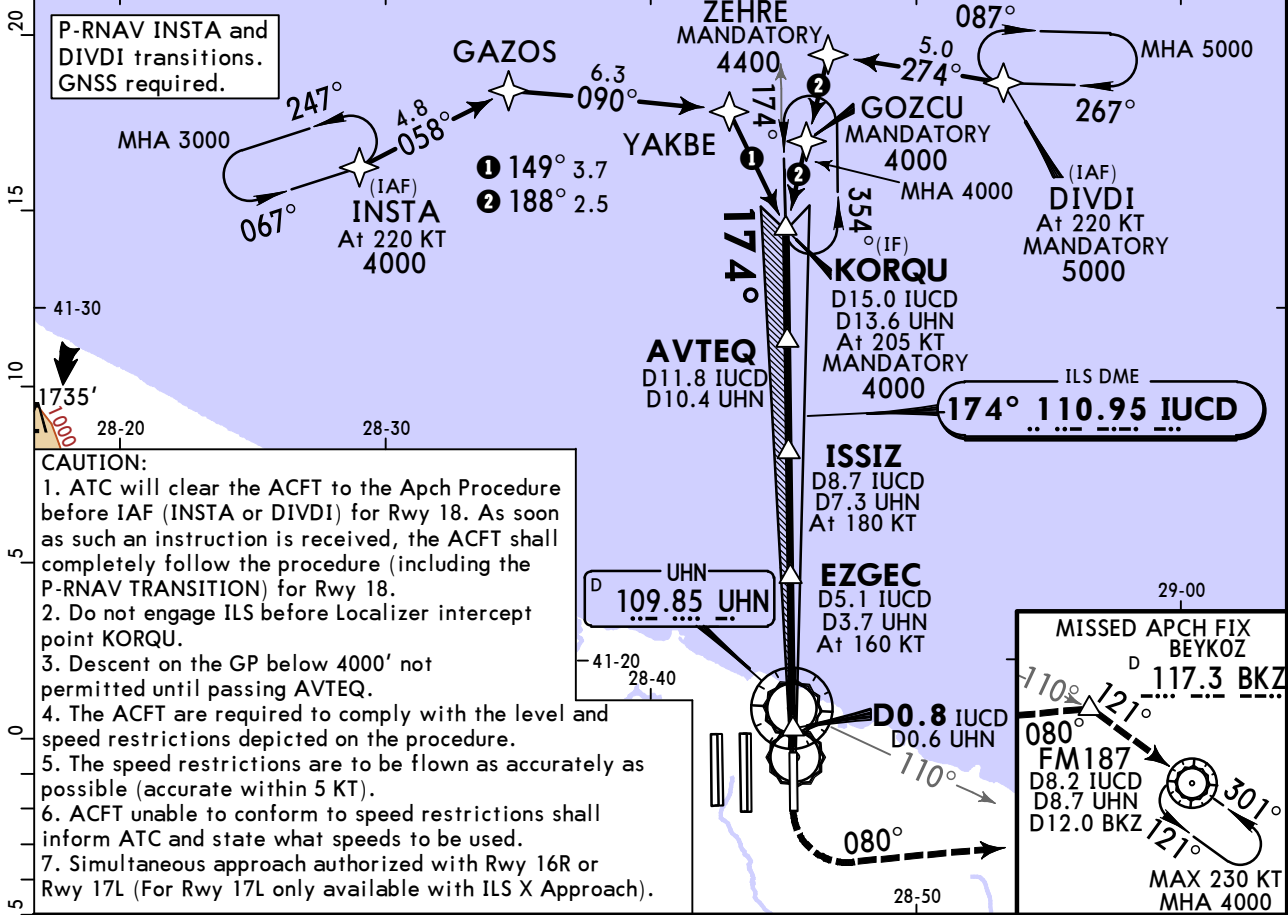 P-RNAV INSTA and
DIVDI transitions.
GNSS required.
20
15
10
5
0
5
GAZOS
6.3
090°
247°
4.8
058°
MHA 3000
067°
(IAF)
INSTA
At 220 KT
4000
YAKBE
1 149° 3.7
2 188° 2.5
1
2
2
ZEHRE
MANDATORY
4400
174°
5.0
274°
087°
MHA 5000
267°
GOZCU
MANDATORY
4000
MHA 4000
(IAF)
DIVDI
At 220 KT
MANDATORY
5000
354°
174°
(IF)
KORQU
D15.0 IUCD
D13.6 UHN
At 205 KT
MANDATORY
4000
41-30
AVTEQ
D11.8 IUCD
D10.4 UHN
ILS DME
174° 110.95 IUCD
1735'
1000
28-20
28-30
ISSIZ
D8.7 IUCD
D7.3 UHN
At 180 KT
CAUTION:
1. ATC will clear the ACFT to the Apch Procedure
before IAF (INSTA or DIVDI) for Rwy 18. As soon
as such an instruction is received, the ACFT shall
completely follow the procedure (including the
P-RNAV TRANSITION) for Rwy 18.
2. Do not engage ILS before Localizer intercept
point KORQU.
3. Descent on the GP below 4000' not
permitted until passing AVTEQ.
4. The ACFT are required to comply with the level and
speed restrictions depicted on the procedure.
5. The speed restrictions are to be flown as accurately as
possible (accurate within 5 KT).
6. ACFT unable to conform to speed restrictions shall
inform ATC and state what speeds to be used.
7. Simultaneous approach authorized with Rwy 16R or
Rwy 17L (For Rwy 17L only available with ILS X Approach).
UHN
D 109.85 UHN
EZGEC
D5.1 IUCD
D3.7 UHN
At 160 KT
41-20
28-40
D0.8 IUCD
D0.6 UHN
110°
080°
28-50
29-00
MISSED APCH FIX
BEYKOZ
D 117.3 BKZ
110°
121°
080°
FM187
D8.2 IUCD
D8.7 UHN
D12.0 BKZ
301°
121°
MAX 230 KT
MHA 4000